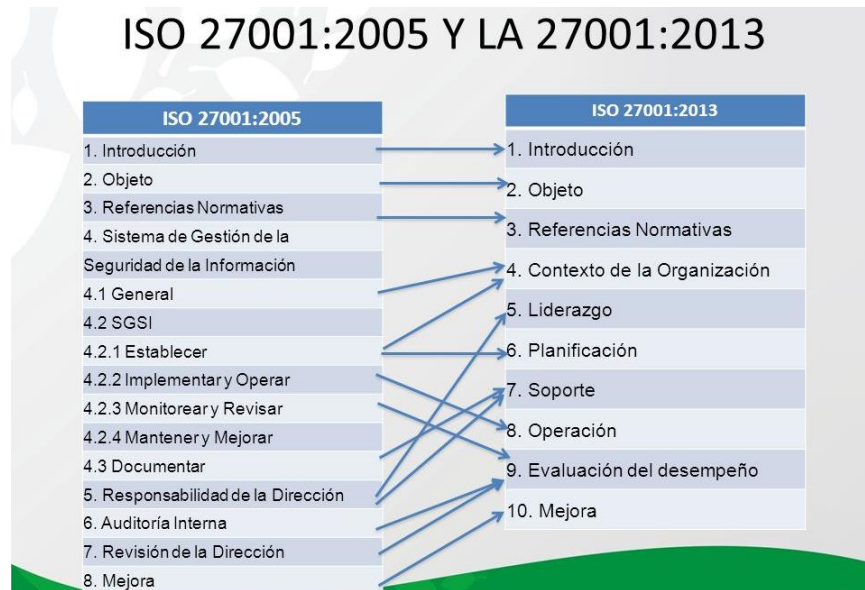 ISO 27001:2005 Y LA 27001:2013
ISO 27001:2005
1. Introducción
2. Objeto
3. Referencias Normativas
4. Sistema de Gestión de la
Seguridad de la Información
4.1 General
4.2 SGSI
4.2.1 Establecer
4.2.2 Implementar y Operar
4.2.3 Monitorear y Revisar
4.2.4 Mantener y Mejorar
4.3 Documentar
5. Responsabilidad de la Dirección
6. Auditoría Interna
7. Revisión de la Dirección
8. Mejora
ISO 27001:2013
1. Introducción
2. Objeto
3. Referencias Normativas
4. Contexto de la Organización
5. Liderazgo
6. Planificación
7. Soporte
8. Operación
9. Evaluación del desempeño
10. Mejora